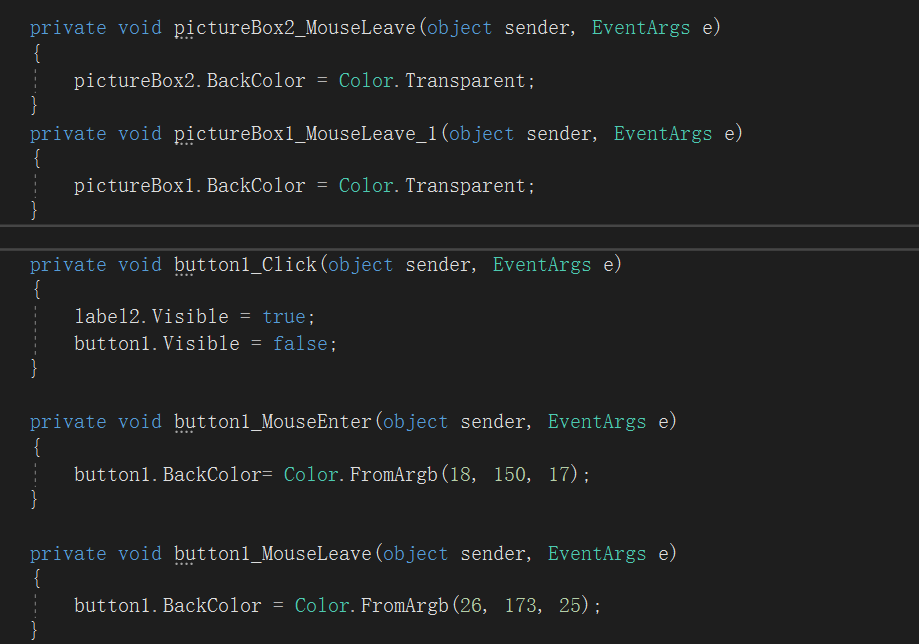 private void pictureBox2_MouseLeave(object sender, EventArgs e)
{
pictureBox2.BackColor = Color.Transparent;
}
private void pictureBox1_MouseLeave_1(object sender, EventArgs e)
{
pictureBox1.BackColor = Color.Transparent;
}
private void button1_Click(object sender, EventArgs e)
{
label2.Visible = true;
button1.Visible = false;
}
private void button1_MouseEnter(object sender, EventArgs e)
{
button1.BackColor= Color.FromArgb(18, 150, 17);
}
private void button1_MouseLeave(object sender, EventArgs e)
{
button1.BackColor = Color.FromArgb(26, 173, 25);
}